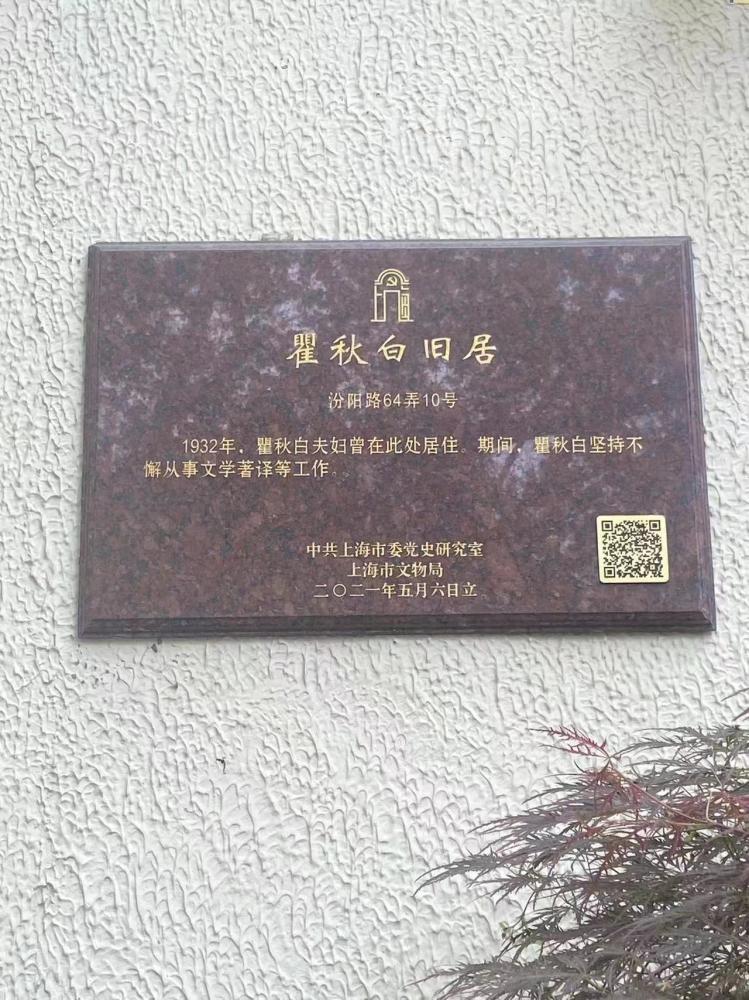 瞿秋白旧居
汾阳路64弄10号
1932年，瞿秋白夫妇曾在此处居住。期间，瞿秋白坚持不
懈从事文学著译等工作。
中共上海市委党史研究室
上海市文物局
二〇二一年五月六日立